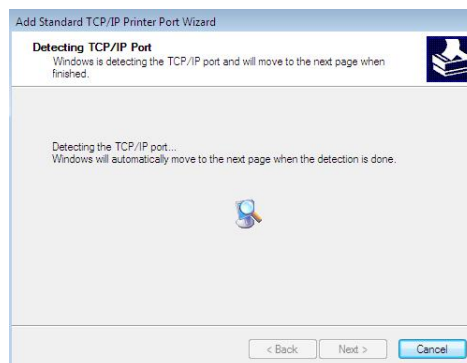 Add Standard TCP/IP Printer Port Wizard
Detecting TCP/IP Port
Windows is detecting the TCP/IP port and will move to the next page when
finished.
Detecting the TCP/IP port...
Windows will automatically move to the next page when the detection is done.
< Back
Next >
Cancel